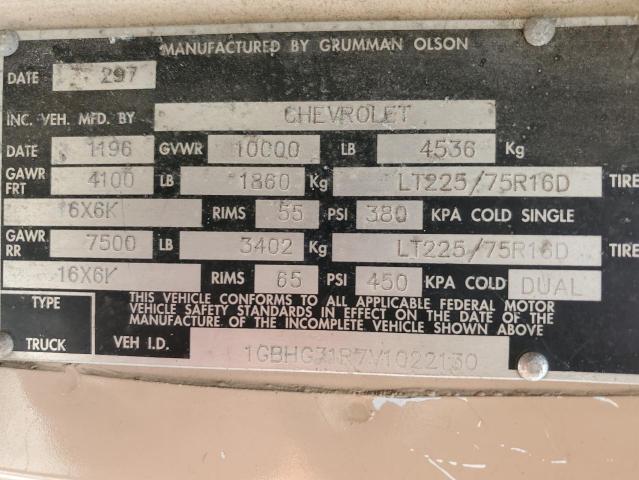 MANUFACTURED BY GRUMMAN OLSON
DATE 297
INC. VEH. MFD. BY CHEVROLET
DATE 1196 GVWR 10000 LB 4536 Kg
GAWR FRT 4100 LB 1860 Kg LT225/75R16D TIRE
16X6K RIMS 55 PSI 380 KPA COLD SINGLE
GAWR RR 7500 LB 3402 Kg LT225/75R16D TIRE
16X6K RIMS 65 PSI 450 KPA COLD DUAL
TYPE TRUCK
THIS VEHICLE CONFORMS TO ALL APPLICABLE FEDERAL MOTOR
VEHICLE SAFETY STANDARDS IN EFFECT ON THE DATE OF THE
MANUFACTURE OF THE INCOMPLETE VEHICLE SHOWN ABOVE
VEH I.D. 1GBHG31R7V1022130